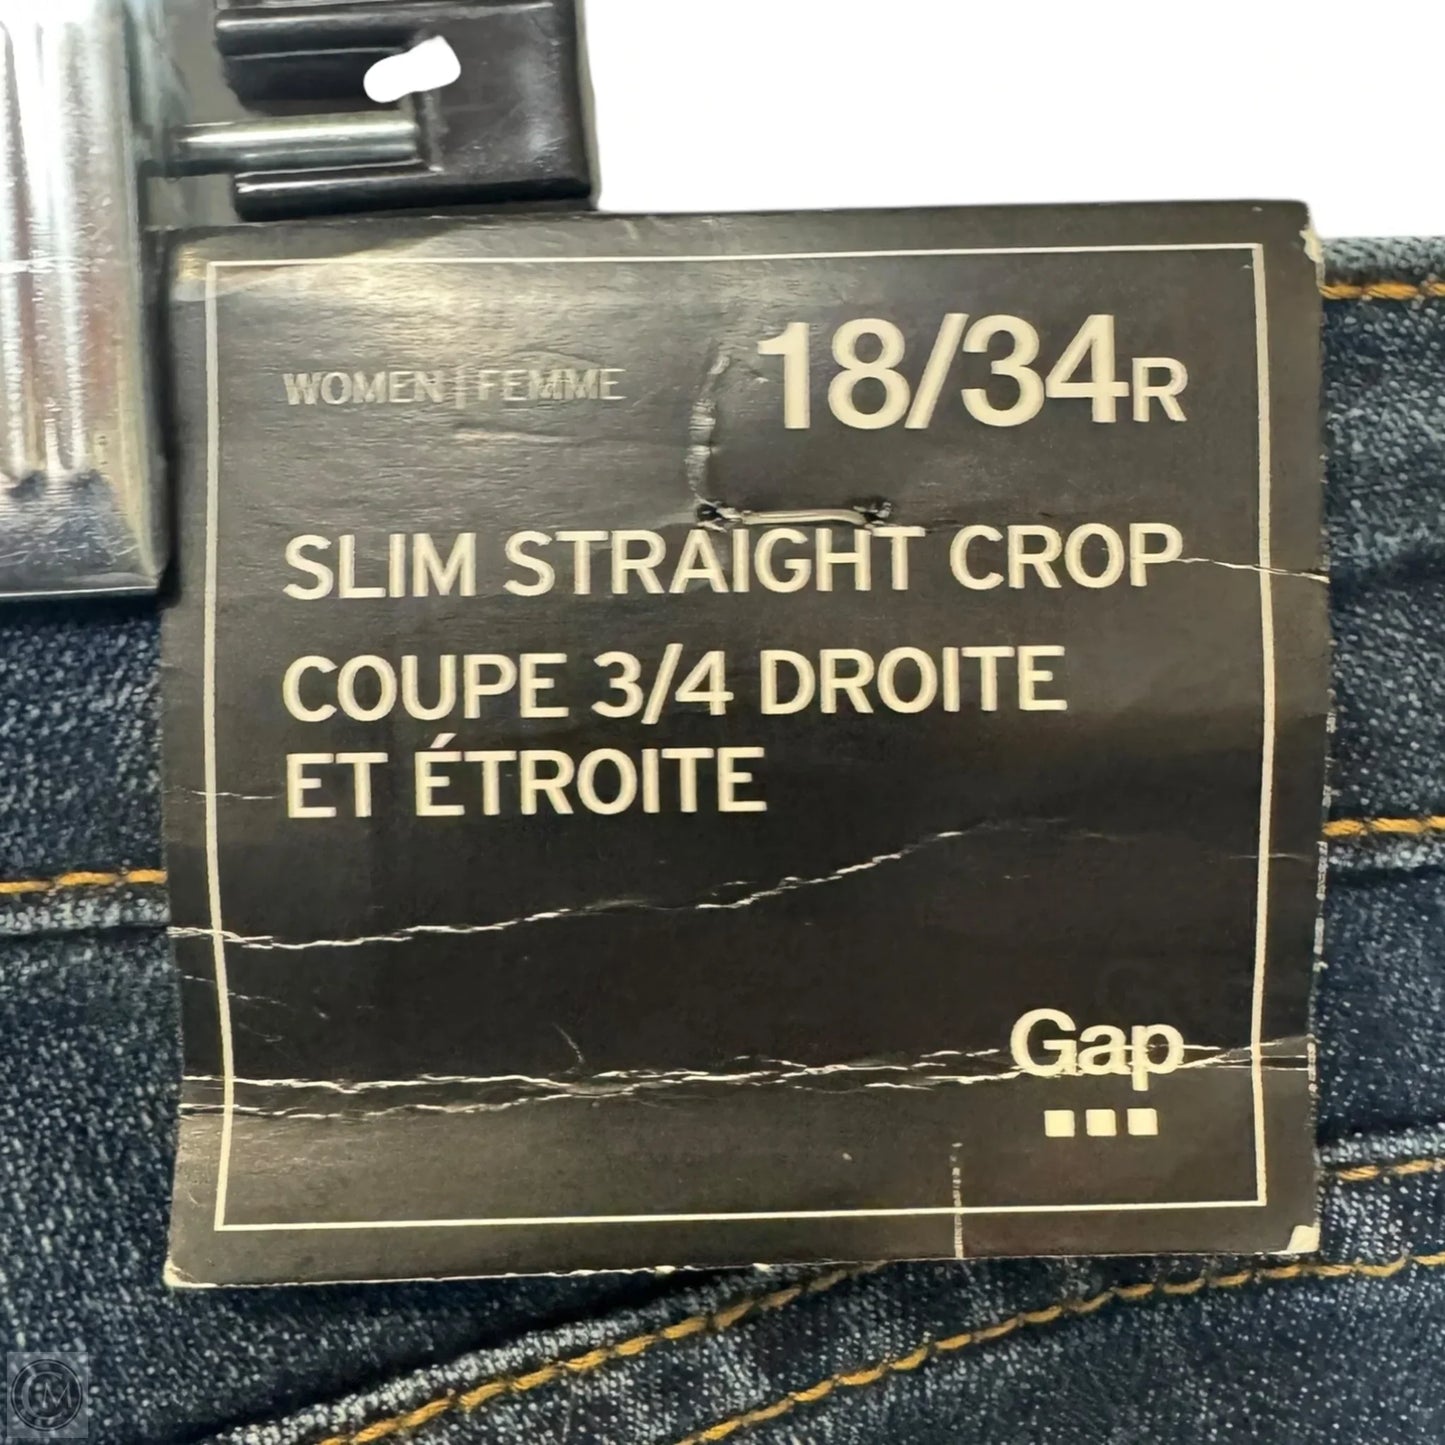 WOMEN | FEMME
18/34R
SLIM STRAIGHT CROP
COUPE 3/4 DROITE
ET ÉTROITE
Gap